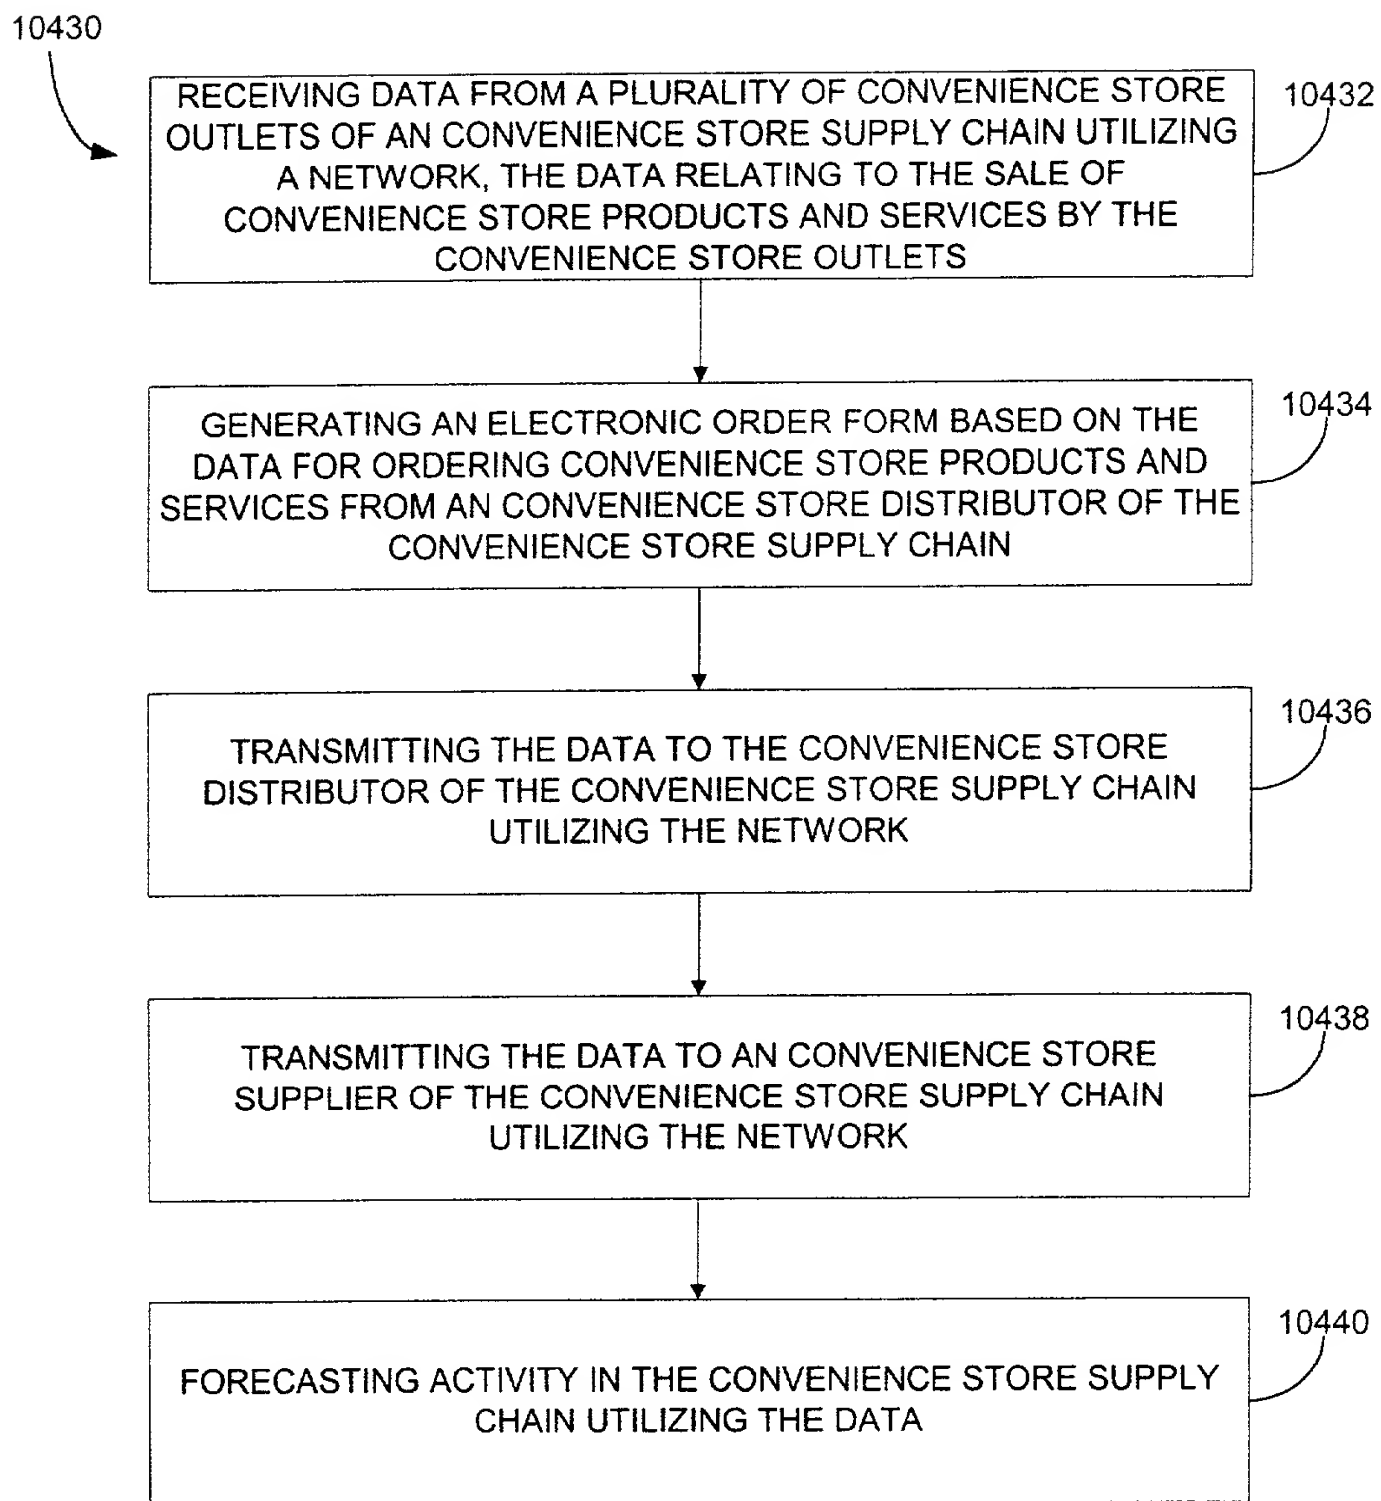 10430
RECEIVING DATA FROM A PLURALITY OF CONVENIENCE STORE
OUTLETS OF AN CONVENIENCE STORE SUPPLY CHAIN UTILIZING
A NETWORK, THE DATA RELATING TO THE SALE OF
CONVENIENCE STORE PRODUCTS AND SERVICES BY THE
CONVENIENCE STORE OUTLETS
10432
GENERATING AN ELECTRONIC ORDER FORM BASED ON THE
DATA FOR ORDERING CONVENIENCE STORE PRODUCTS AND
SERVICES FROM AN CONVENIENCE STORE DISTRIBUTOR OF THE
CONVENIENCE STORE SUPPLY CHAIN
10434
TRANSMITTING THE DATA TO THE CONVENIENCE STORE
DISTRIBUTOR OF THE CONVENIENCE STORE SUPPLY CHAIN
UTILIZING THE NETWORK
10436
TRANSMITTING THE DATA TO AN CONVENIENCE STORE
SUPPLIER OF THE CONVENIENCE STORE SUPPLY CHAIN
UTILIZING THE NETWORK
10438
FORECASTING ACTIVITY IN THE CONVENIENCE STORE SUPPLY
CHAIN UTILIZING THE DATA
10440